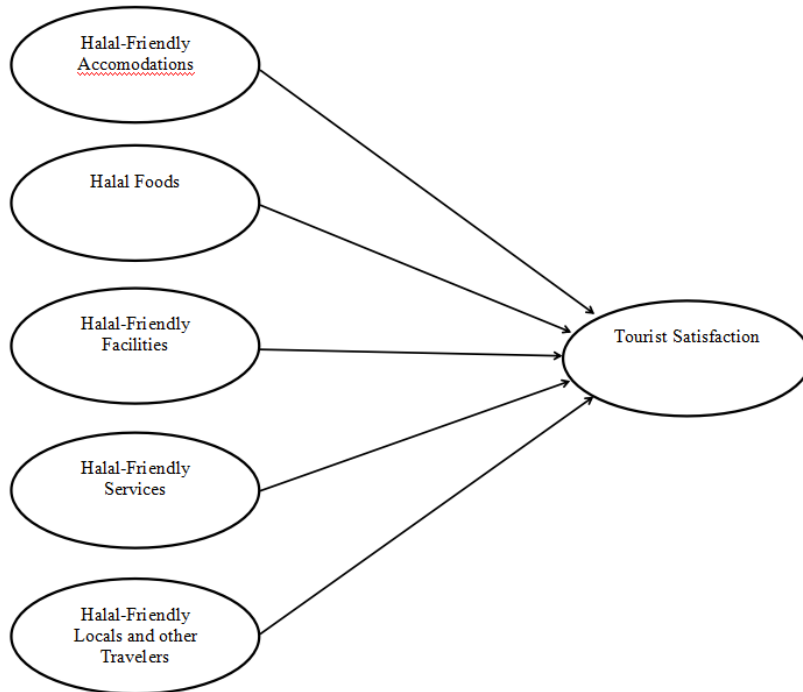 Halal-Friendly
Accomodations
Halal Foods
Halal-Friendly
Facilities
Tourist Satisfaction
Halal-Friendly
Services
Halal-Friendly
Locals and other
Travelers